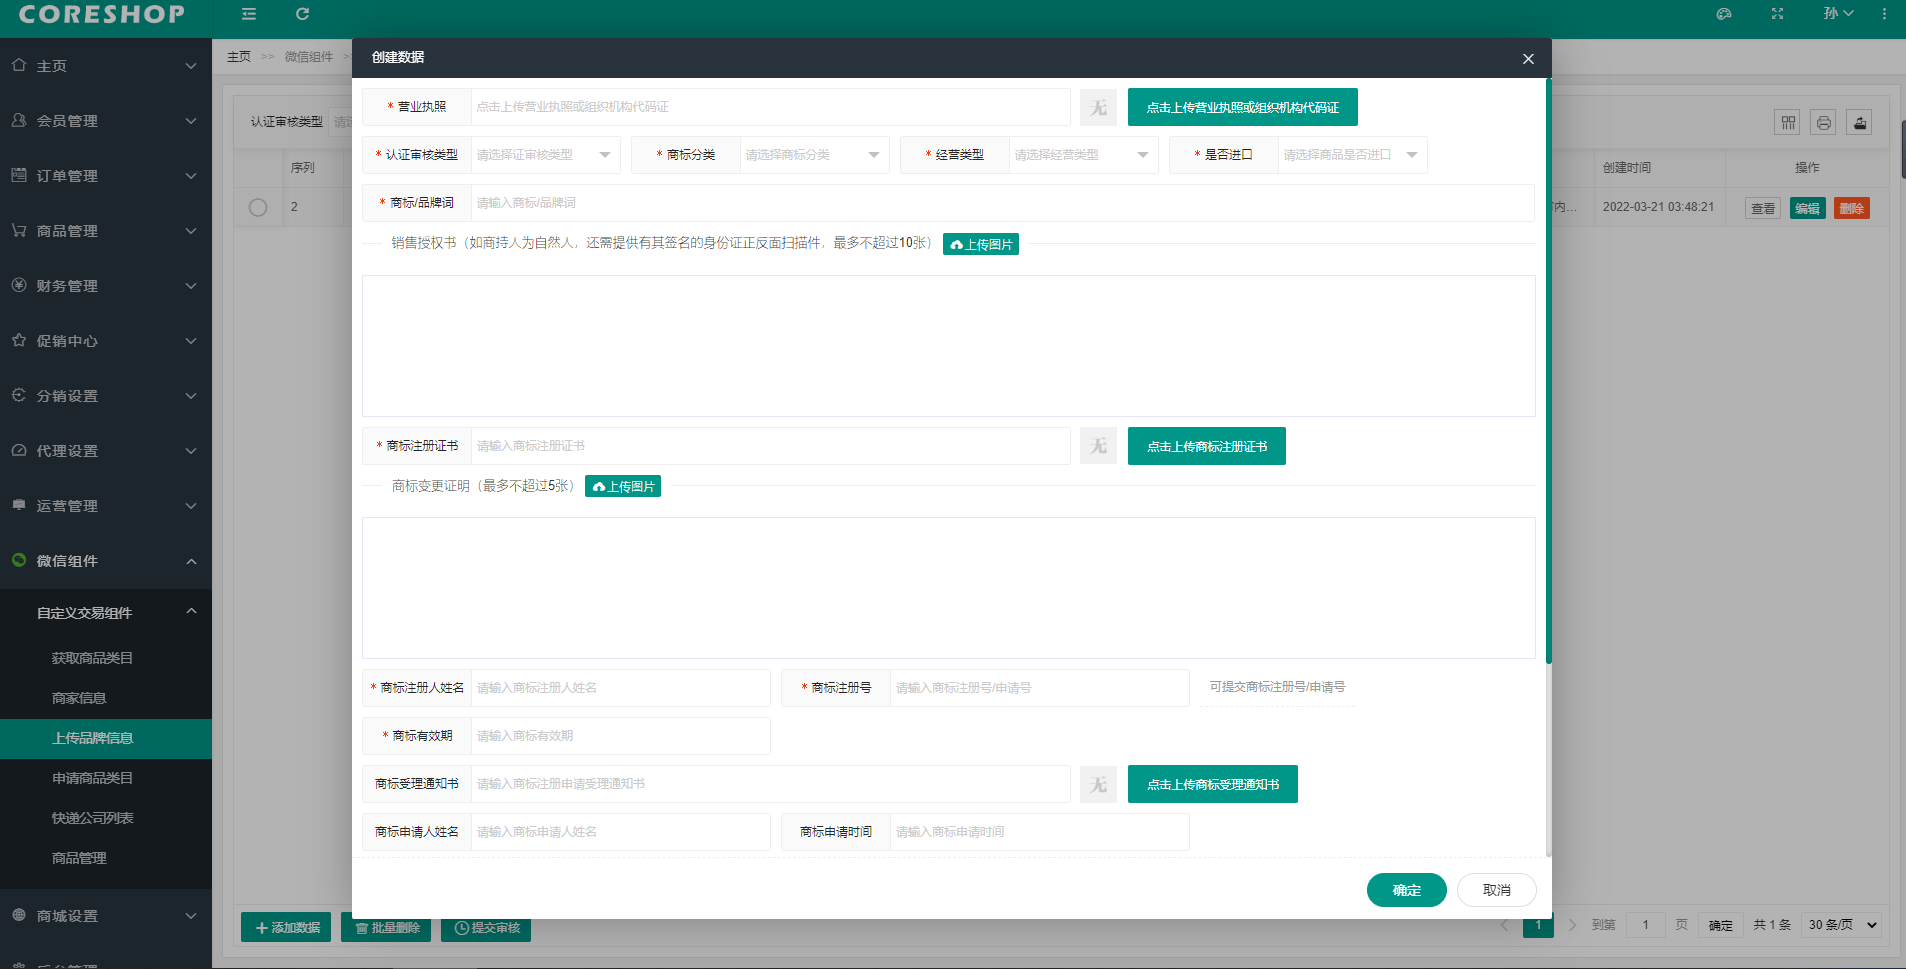 CORESHOP
孙
主页
会员管理
订单管理
商品管理
财务管理
促销中心
分销设置
代理设置
运营管理
微信组件
自定义交易组件
获取商品类目
商家信息
上传品牌信息
申请商品类目
快递公司列表
商品管理
商城设置
主页 >> 微信组件 >>
认证审核类型
序列
创建时间
操作
2
内...
2022-03-21 03:48:21
查看
编辑
删除
创建数据
* 营业执照
点击上传营业执照或组织机构代码证
无
点击上传营业执照或组织机构代码证
* 认证审核类型
请选择证审核类型
* 商标分类
请选择商标分类
* 经营类型
请选择经营类型
* 是否进口
请选择商品是否进口
* 商标/品牌词
请输入商标/品牌词
销售授权书（如商持人为自然人，还需提供有其签名的身份证正反面扫描件，最多不超过10张）
上传图片
* 商标注册证书
请输入商标注册证书
无
点击上传商标注册证书
商标变更证明（最多不超过5张）
上传图片
* 商标注册人姓名
请输入商标注册人姓名
* 商标注册号
请输入商标注册号/申请号
可提交商标注册号/申请号
* 商标有效期
请输入商标有效期
商标受理通知书
请输入商标注册申请受理通知书
无
点击上传商标受理通知书
商标申请人姓名
请输入商标申请人姓名
商标申请时间
请输入商标申请时间
确定
取消
添加数据
批量删除
提交审核
1
到第
1
页
确定
共 1 条
30 条/页